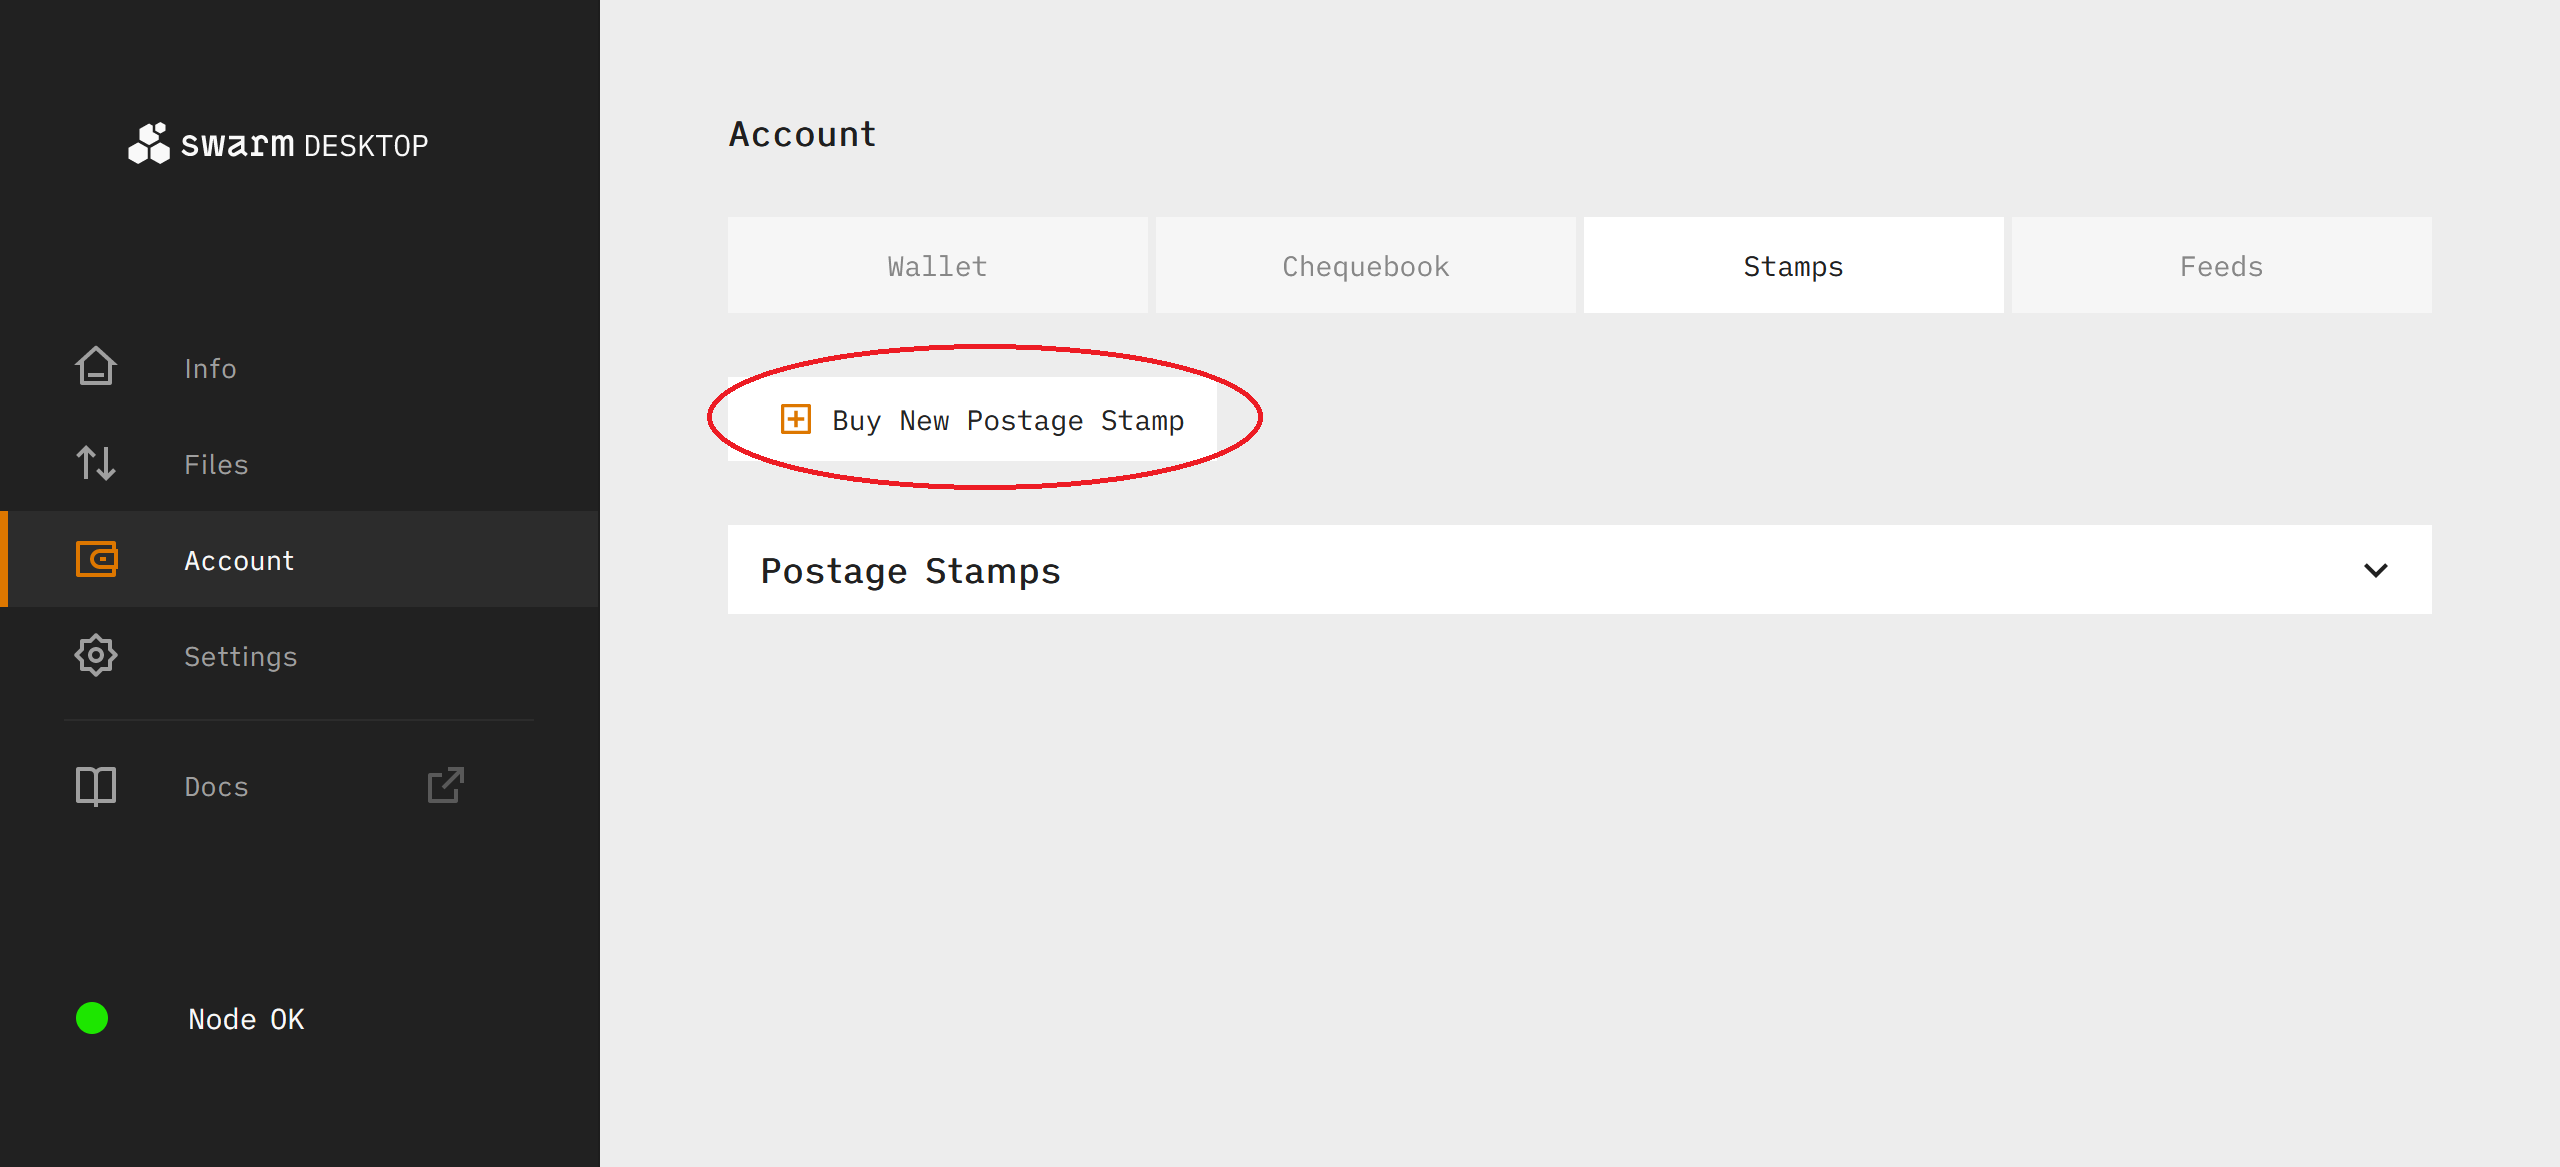 swarm DESKTOP
Info
Files
Account
Settings
Docs
Node OK
Account
Wallet
Chequebook
Stamps
Feeds
Buy New Postage Stamp
Postage Stamps